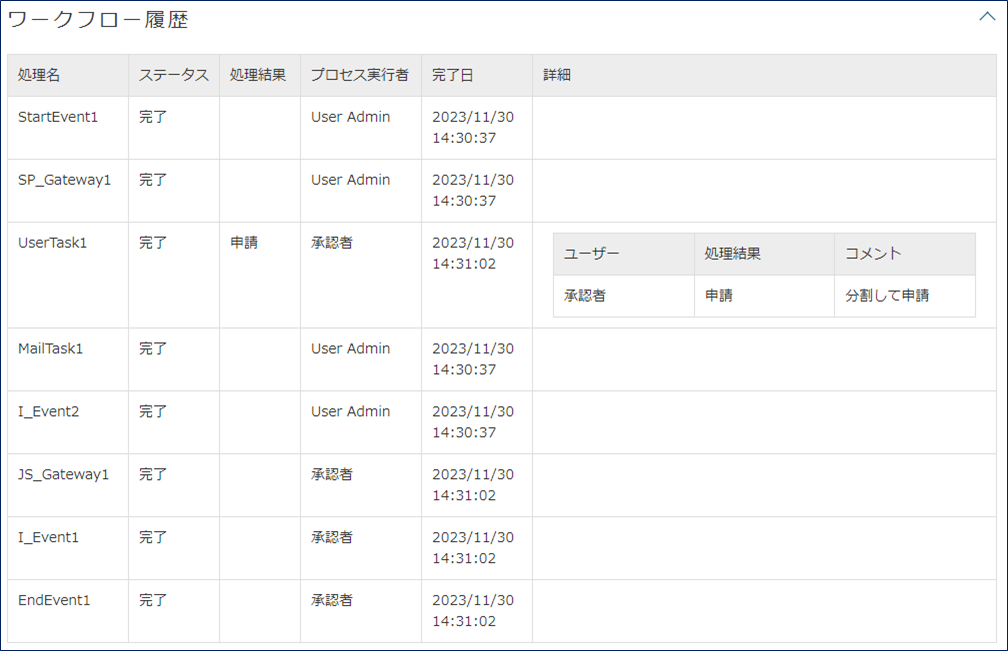 ワークフロー履歴
処理名 ステータス 処理結果 プロセス実行者 完了日 詳細
StartEvent1 完了 User Admin 2023/11/30
14:30:37
SP_Gateway1 完了 User Admin 2023/11/30
14:30:37
UserTask1 完了 申請 承認者 2023/11/30
14:31:02
ユーザー 処理結果 コメント
承認者 申請 分割して申請
MailTask1 完了 User Admin 2023/11/30
14:30:37
I_Event2 完了 User Admin 2023/11/30
14:30:37
JS_Gateway1 完了 承認者 2023/11/30
14:31:02
I_Event1 完了 承認者 2023/11/30
14:31:02
EndEvent1 完了 承認者 2023/11/30
14:31:02